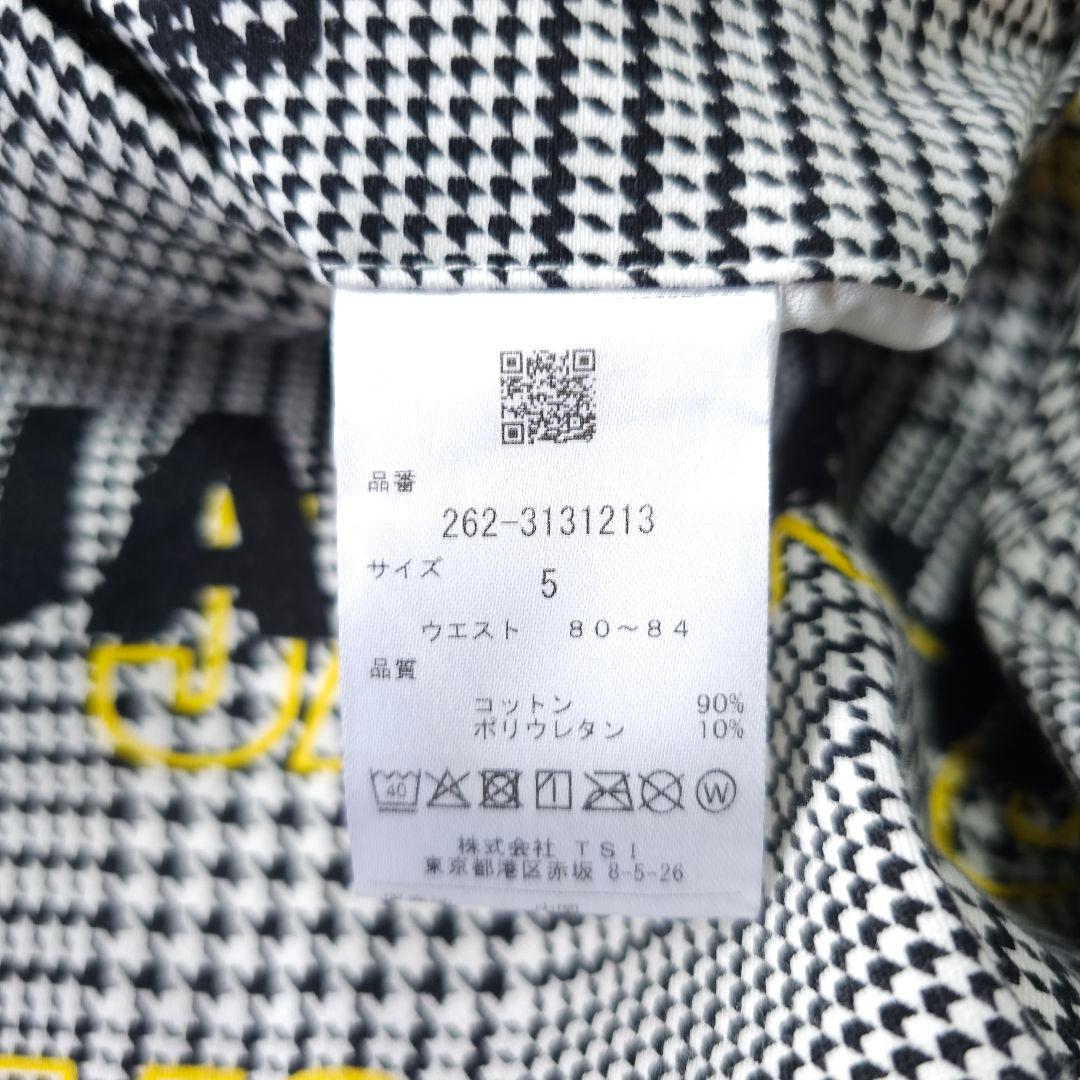 品番
262-3131213
サイズ
5
ウエスト 80～84
品質
コットン 90%
ポリウレタン 10%
40
W
株式会社 TSI
東京都港区赤坂 8-5-26
A
J